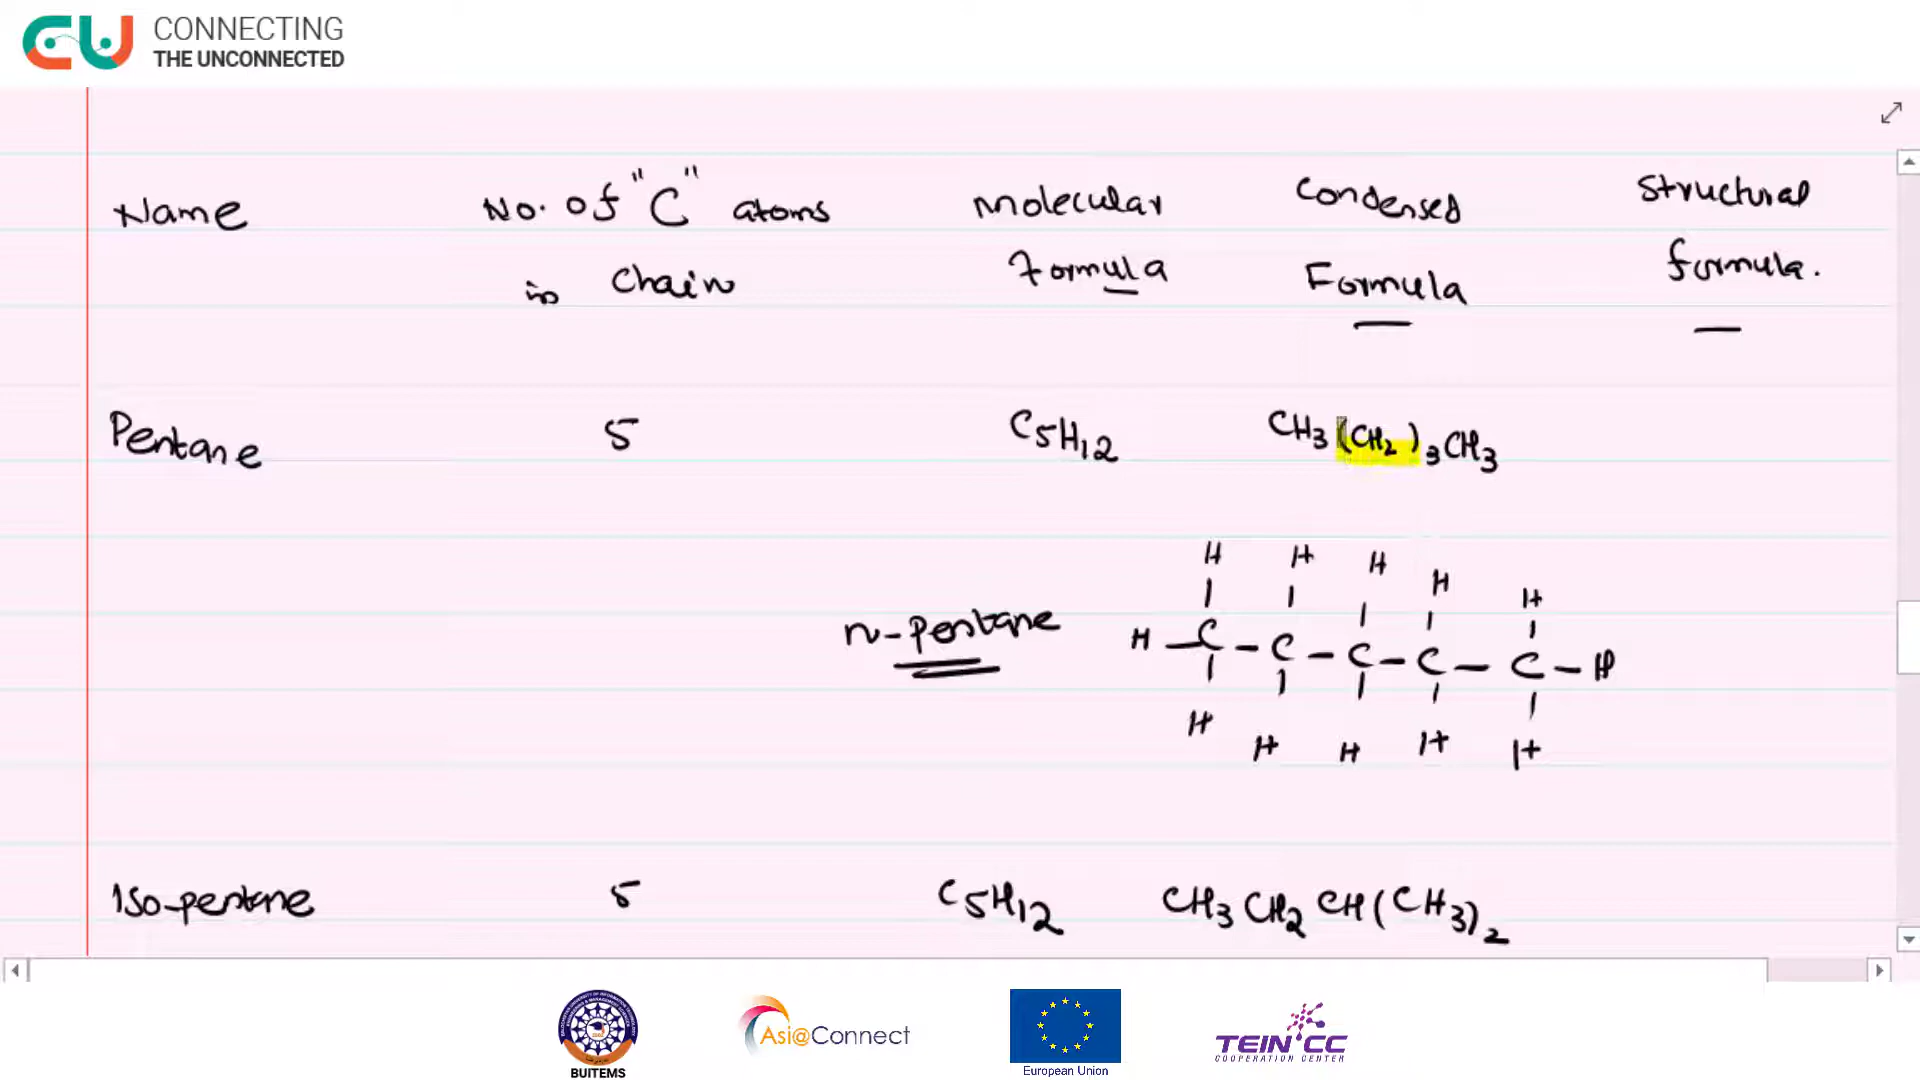 CONNECTING
THE UNCONNECTED
Name No. of "C" atoms in Chain Molecular Formula Condensed Formula Structural formula.
Pentane 5 C5H12 CH3(CH2)3CH3
H H H H H
n-pentane H-C-C-C-C-C-H
H H H H H
Iso-pentane 5 C5H12 CH3CH2CH(CH3)2
BUITEMS
Asi@Connect
European Union
TEIN*CC
COOPERATION CENTER